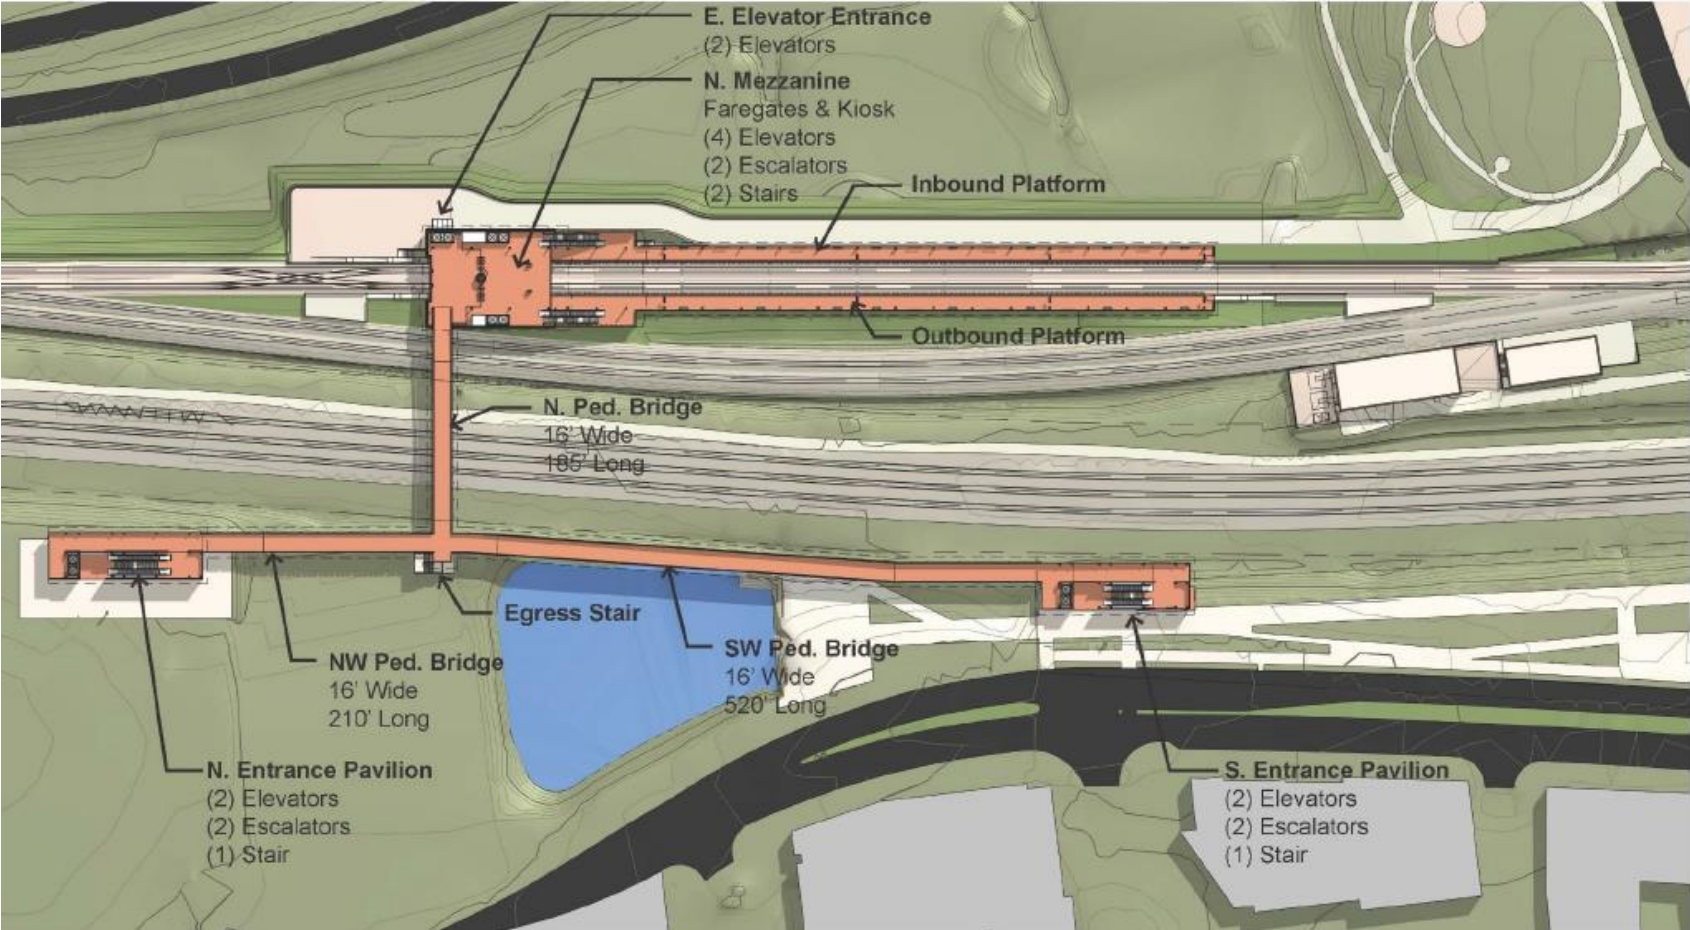 E. Elevator Entrance
(2) Elevators
N. Mezzanine
Faregates & Kiosk
(4) Elevators
(2) Escalators
(2) Stairs
Inbound Platform
Outbound Platform
N. Ped. Bridge
16' Wide
185' Long
Egress Stair
NW Ped. Bridge
16' Wide
210' Long
SW Ped. Bridge
16' Wide
520' Long
N. Entrance Pavilion
(2) Elevators
(2) Escalators
(1) Stair
S. Entrance Pavilion
(2) Elevators
(2) Escalators
(1) Stair